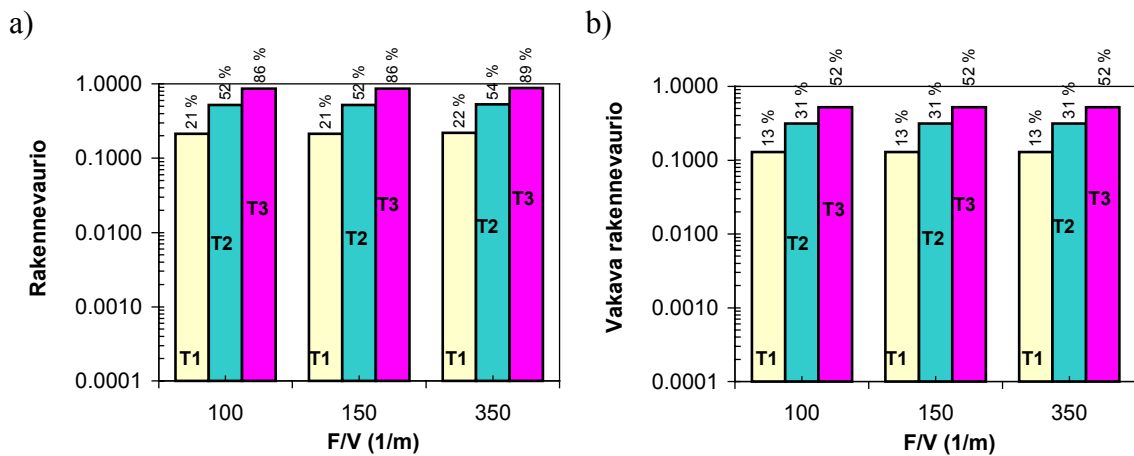 a)
21 %
52 %
86 %
21 %
52 %
86 %
22 %
54 %
89 %
1.0000
0.1000
0.0100
0.0010
0.0001
Rakennevaurio
T1
T2
T3
T1
T2
T3
T1
T2
T3
100
150
350
F/V (1/m)
b)
13 %
31 %
52 %
13 %
31 %
52 %
13 %
31 %
52 %
1.0000
0.1000
0.0100
0.0010
0.0001
Vakava rakennevaurio
T1
T2
T3
T1
T2
T3
T1
T2
T3
100
150
350
F/V (1/m)